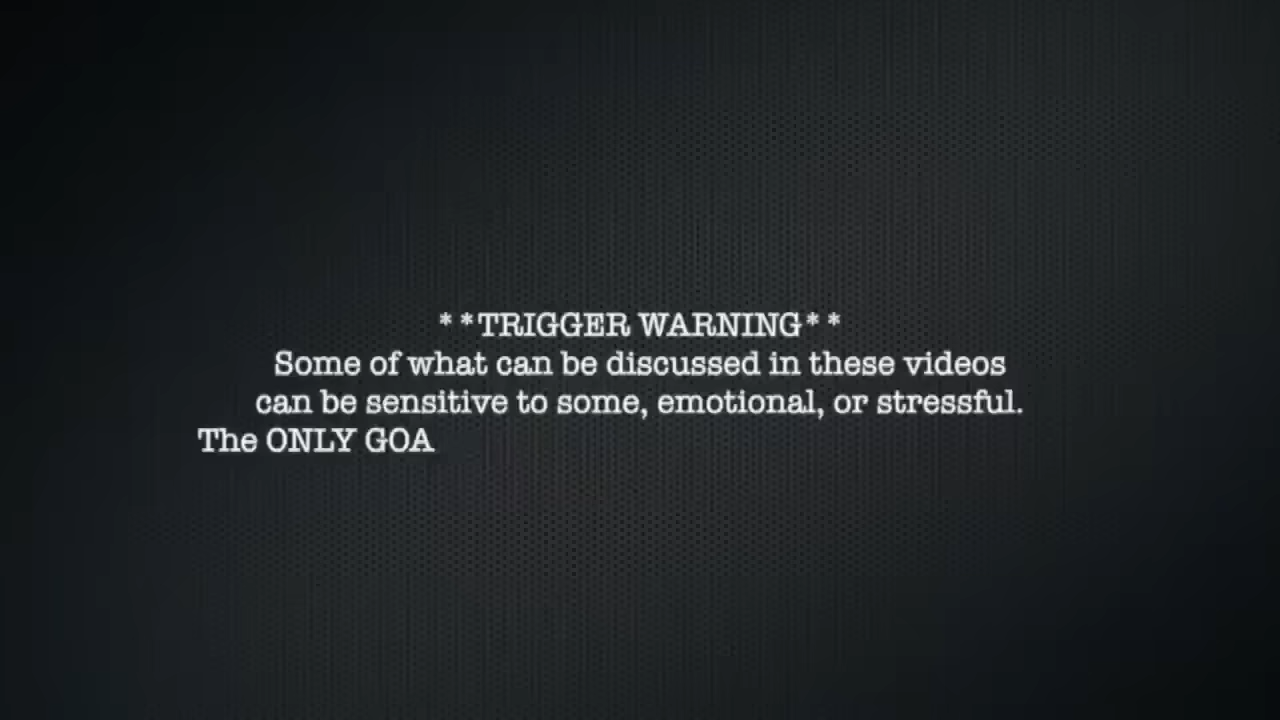 **TRIGGER WARNING**
Some of what can be discussed in these videos
can be sensitive to some, emotional, or stressful.
The ONLY GOA